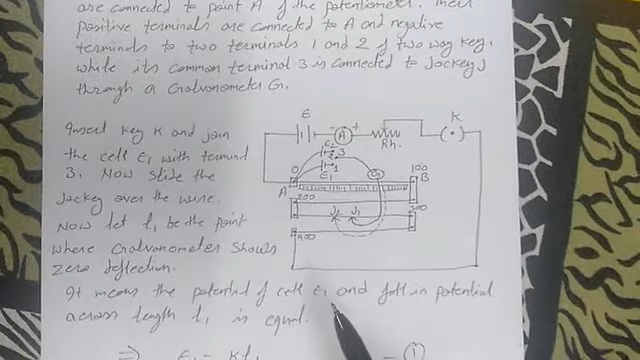 are connected to point A of the potentiometer. Their
positive terminals are connected to A and negative
terminals to two terminals 1 and 2 of two way key,
while its common terminal 3 is connected to Jockey J
through a Galvonometer G.
Insert key K and join
the cell E1 with terminal
3. Now slide the
Jockey over the wire.
Now let l1 be the point
where Galvonometer shows
zero deflection.
It means the potential of cell E1 and fall in potential
across length l1 is equal.
⇒ E1 = Kl1 — ①
E
A
+
Rh.
K
E2
3
1
E1
G
0
100
A
B
200
300
J2
J1
400